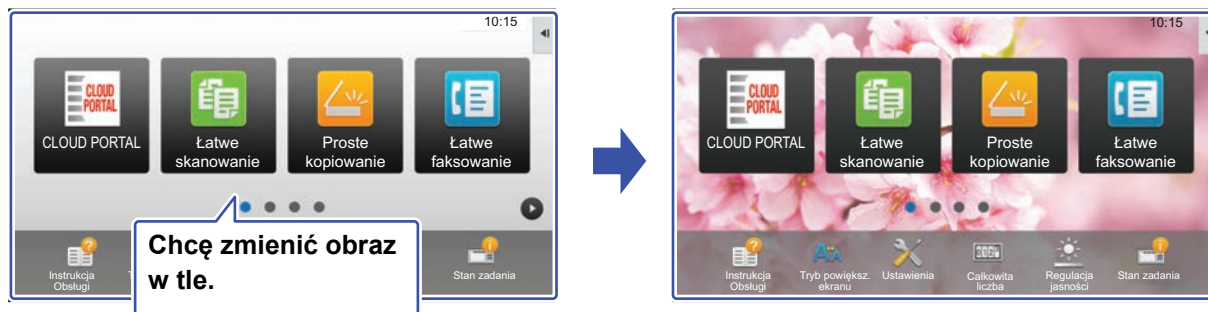 10:15
CLOUD
PORTAL
CLOUD PORTAL
Łatwe
skanowanie
Proste
kopiowanie
Łatwe
faksowanie
Chcę zmienić obraz
w tle.
Instrukcja
Obsługi
T
Stan zadania
10:15
CLOUD
PORTAL
CLOUD PORTAL
Łatwe
skanowanie
Proste
kopiowanie
Łatwe
faksowanie
Instrukcja
Obsługi
Tryb powiększ.
ekranu
Ustawienia
Całkowita
liczba
Regulacja
jasności
Stan zadania